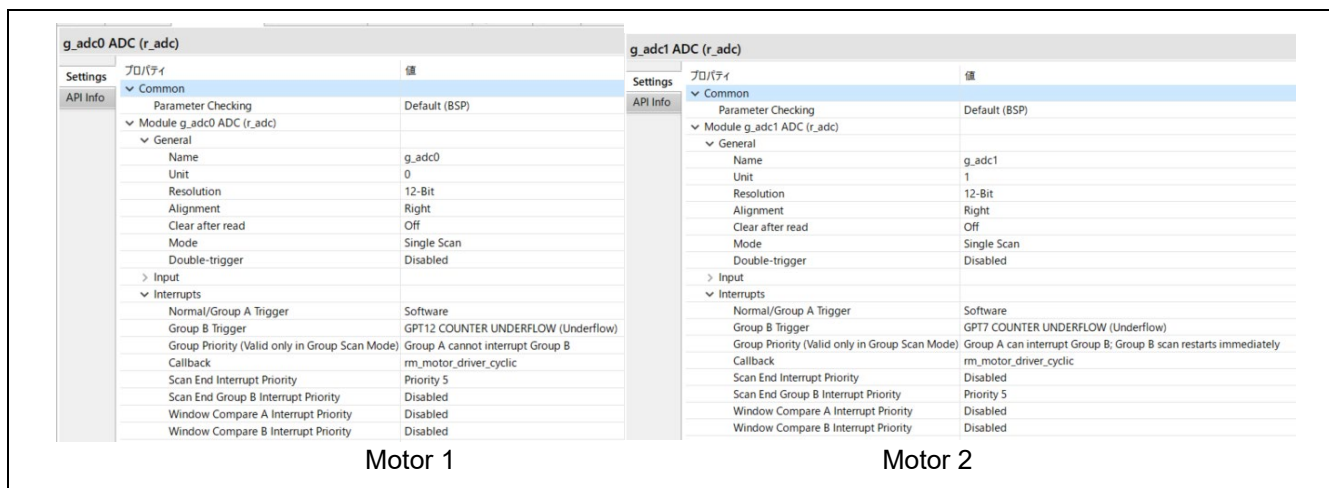 g_adc0 ADC (r_adc)
Settings
API Info
プロパティ 値
Common
Parameter Checking Default (BSP)
Module g_adc0 ADC (r_adc)
General
Name g_adc0
Unit 0
Resolution 12-Bit
Alignment Right
Clear after read Off
Mode Single Scan
Double-trigger Disabled
Input
Interrupts
Normal/Group A Trigger Software
Group B Trigger GPT12 COUNTER UNDERFLOW (Underflow)
Group Priority (Valid only in Group Scan Mode) Group A cannot interrupt Group B
Callback rm_motor_driver_cyclic
Scan End Interrupt Priority Priority 5
Scan End Group B Interrupt Priority Disabled
Window Compare A Interrupt Priority Disabled
Window Compare B Interrupt Priority Disabled
Motor 1
g_adc1 ADC (r_adc)
Settings
API Info
プロパティ 値
Common
Parameter Checking Default (BSP)
Module g_adc1 ADC (r_adc)
General
Name g_adc1
Unit 1
Resolution 12-Bit
Alignment Right
Clear after read Off
Mode Single Scan
Double-trigger Disabled
Input
Interrupts
Normal/Group A Trigger Software
Group B Trigger GPT7 COUNTER UNDERFLOW (Underflow)
Group Priority (Valid only in Group Scan Mode) Group A can interrupt Group B; Group B scan restarts immediately
Callback rm_motor_driver_cyclic
Scan End Interrupt Priority Disabled
Scan End Group B Interrupt Priority Priority 5
Window Compare A Interrupt Priority Disabled
Window Compare B Interrupt Priority Disabled
Motor 2